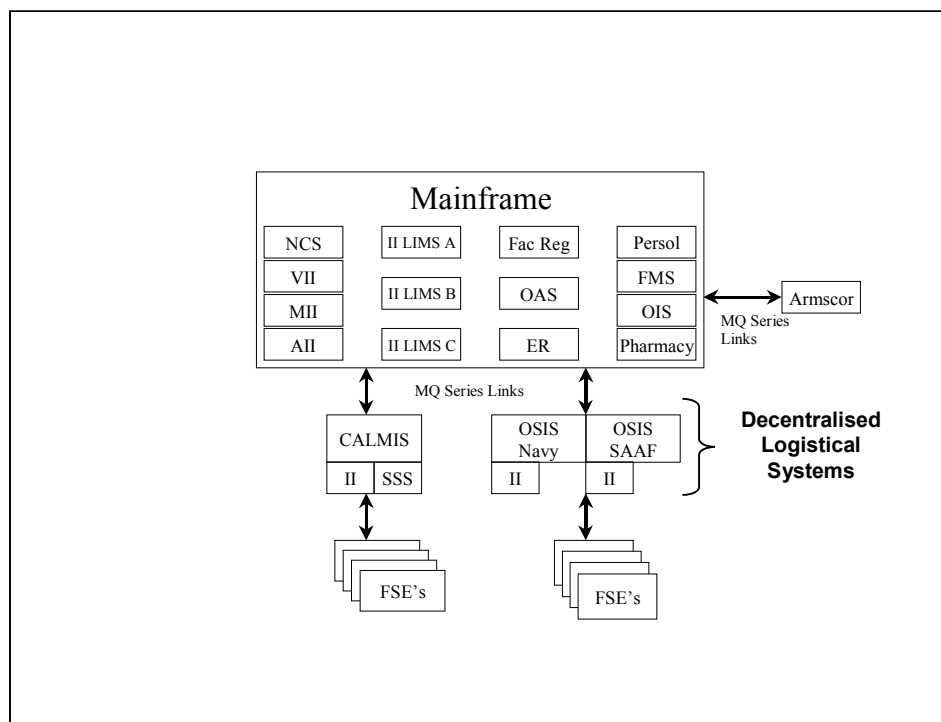 Mainframe
NCS
II LIMS A
Fac Reg
Persol
VII
FMS
II LIMS B
OAS
Armscor
MII
OIS
MQ Series
Links
AII
II LIMS C
ER
Pharmacy
MQ Series Links
CALMIS
OSIS
Navy
OSIS
SAAF
Decentralised
Logistical
Systems
II
SSS
II
II
FSE's
FSE's